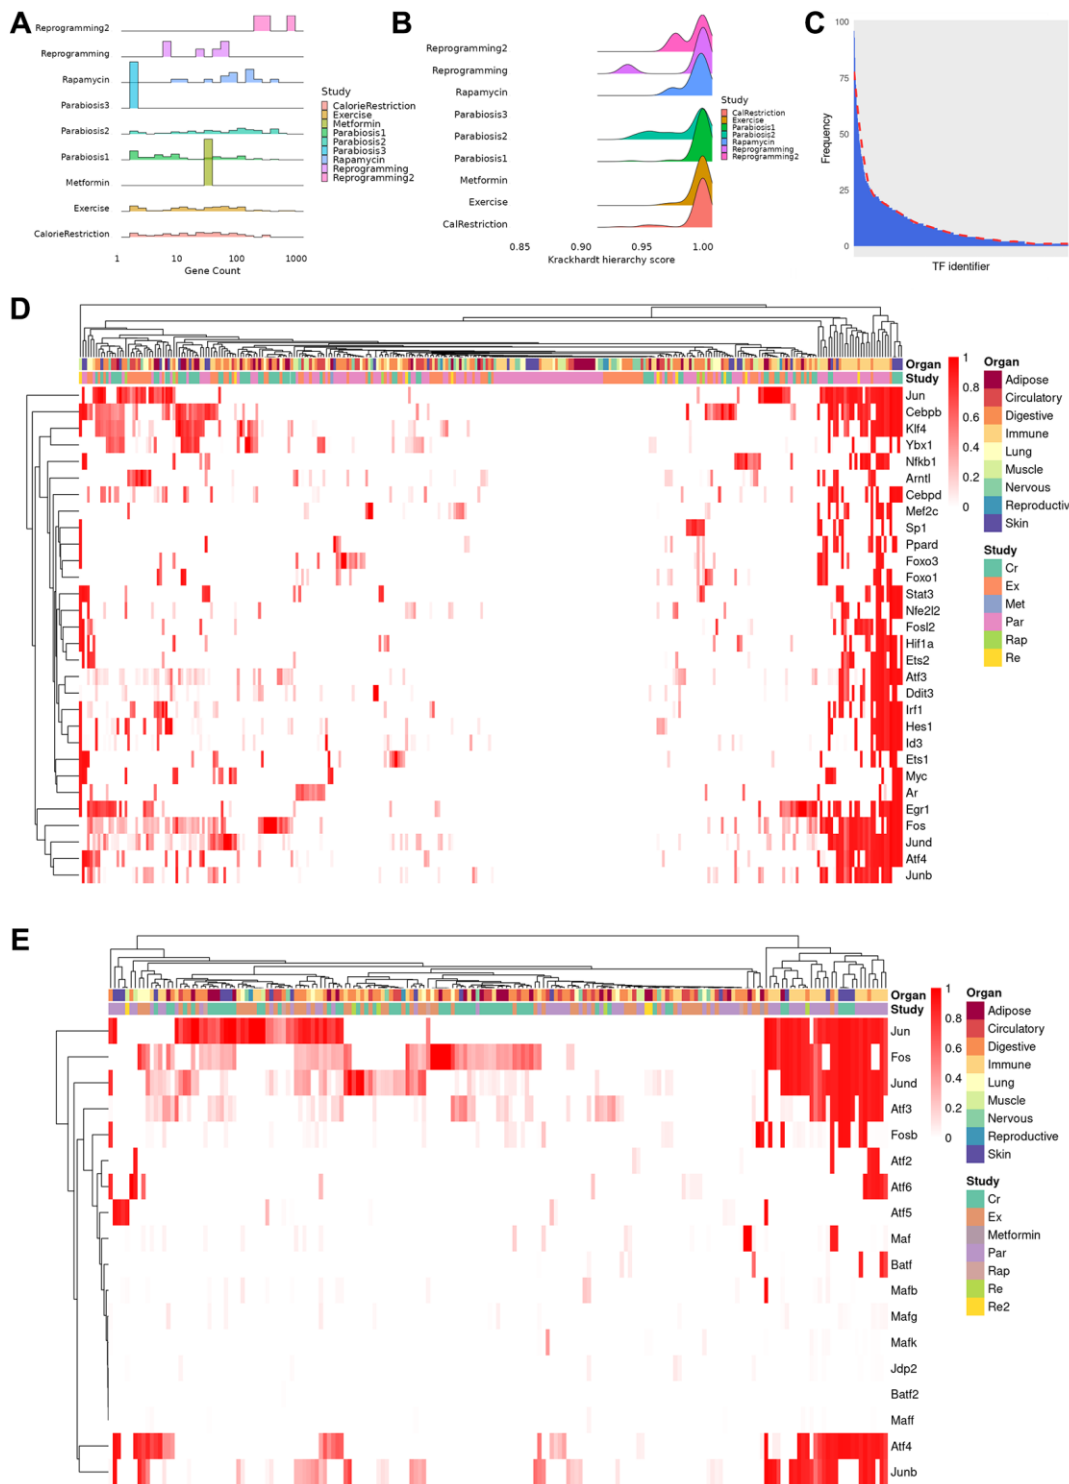 A
Reprogramming2
Reprogramming
Rapamycin
Parabiosis3
Parabiosis2
Parabiosis1
Metformin
Exercise
CalorieRestriction
1
10
100
1000
Gene Count
Study
CalorieRestriction
Exercise
Metformin
Parabiosis1
Parabiosis2
Parabiosis3
Rapamycin
Reprogramming
Reprogramming2
B
Reprogramming2
Reprogramming
Rapamycin
Parabiosis3
Parabiosis2
Parabiosis1
Metformin
Exercise
CalRestriction
0.85
0.90
0.95
1.00
Krackhardt hierarchy score
Study
CalRestriction
Exercise
Parabiosis1
Parabiosis2
Rapamycin
Reprogramming
Reprogramming2
C
100
75
50
25
0
Frequency
TF identifier
D
Organ
Study
Jun
Cebpb
Klf4
Ybx1
Nfkb1
Arntl
Cebpd
Mef2c
Sp1
Ppard
Foxo3
Foxo1
Stat3
Nfe2l2
Fosl2
Hif1a
Ets2
Atf3
Ddit3
Irf1
Hes1
Id3
Ets1
Myc
Ar
Egr1
Fos
Jund
Atf4
Junb
1
0.8
0.6
0.4
0.2
0
Organ
Adipose
Circulatory
Digestive
Immune
Lung
Muscle
Nervous
Reproductiv
Skin
Study
Cr
Ex
Met
Par
Rap
Re
E
Organ
Study
Jun
Fos
Jund
Atf3
Fosb
Atf2
Atf6
Atf5
Maf
Batf
Mafb
Mafg
Mafk
Jdp2
Batf2
Maff
Atf4
Junb
1
0.8
0.6
0.4
0.2
0
Organ
Adipose
Circulatory
Digestive
Immune
Lung
Muscle
Nervous
Reproductive
Skin
Study
Cr
Ex
Metformin
Par
Rap
Re
Re2